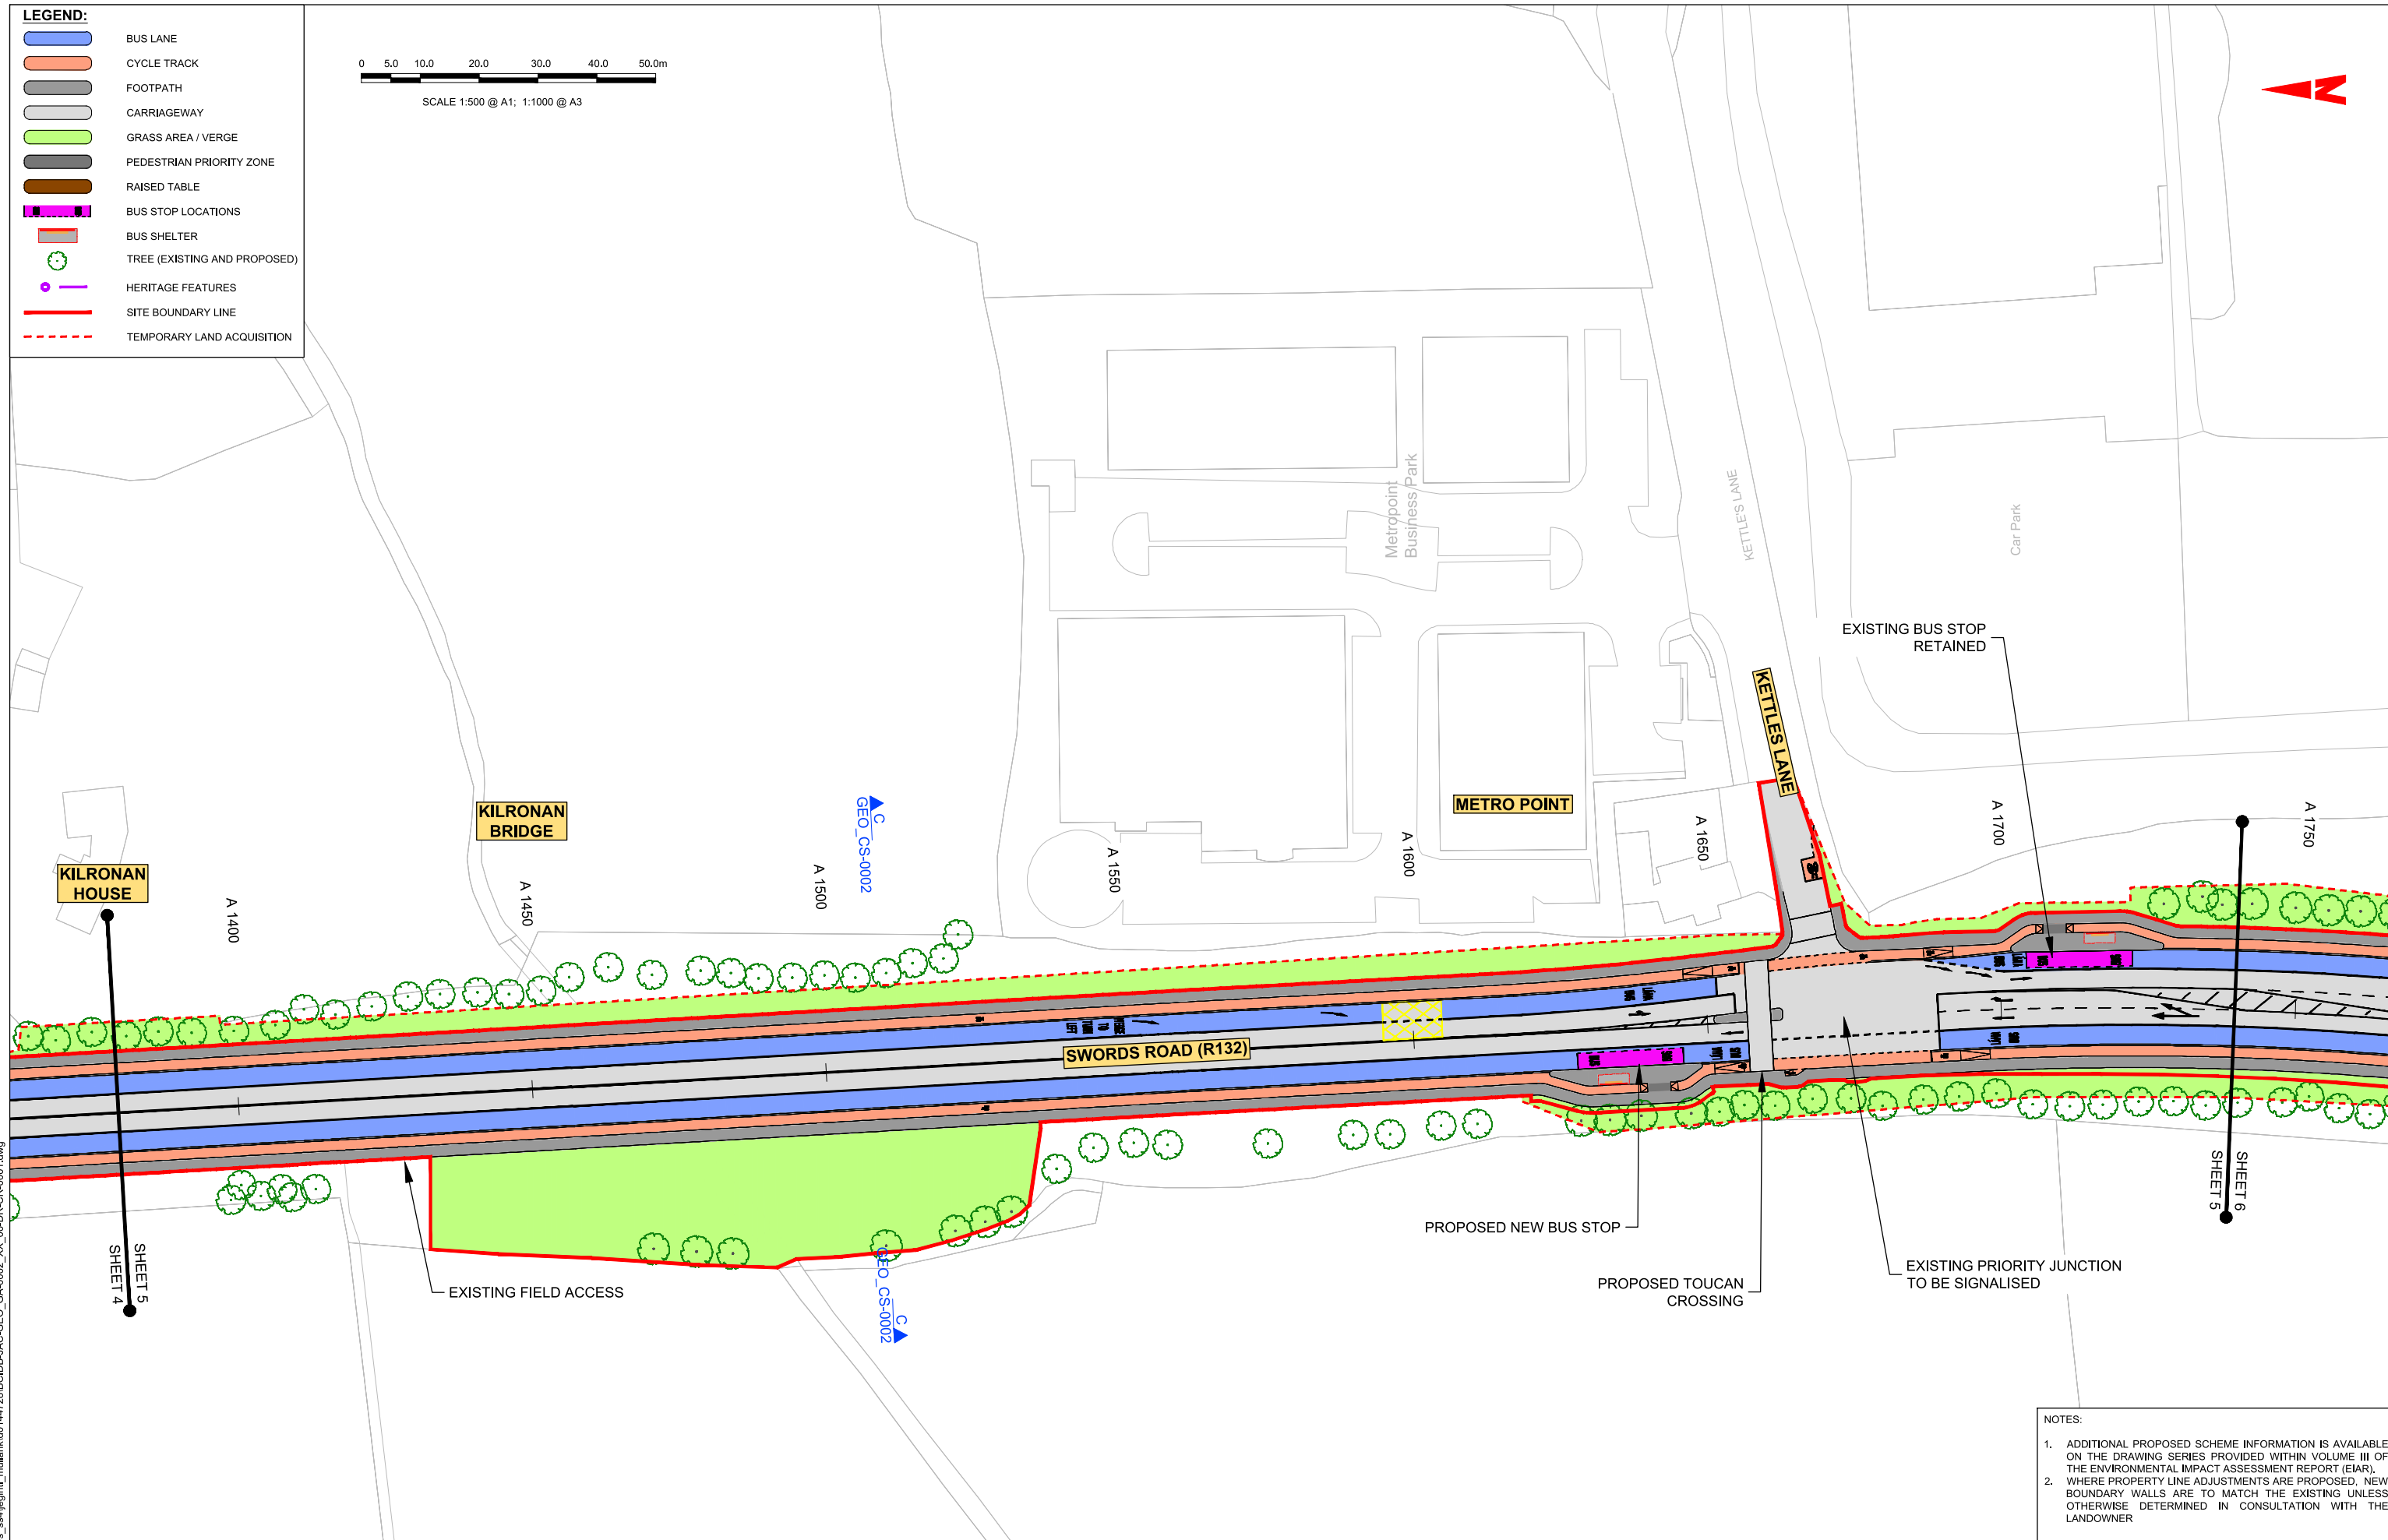 LEGEND:
BUS LANE
CYCLE TRACK
FOOTPATH
CARRIAGEWAY
GRASS AREA / VERGE
PEDESTRIAN PRIORITY ZONE
RAISED TABLE
BUS STOP LOCATIONS
BUS SHELTER
TREE (EXISTING AND PROPOSED)
HERITAGE FEATURES
SITE BOUNDARY LINE
TEMPORARY LAND ACQUISITION
0 5.0 10.0 20.0 30.0 40.0 50.0m
SCALE 1:500 @ A1; 1:1000 @ A3
N
Metropoint
Business Park
KETTLE'S LANE
Car Park
EXISTING BUS STOP
RETAINED
KETTLES LANE
METRO POINT
KILRONAN
BRIDGE
KILRONAN
HOUSE
C
GEO_CS-0002
A 1400
A 1450
A 1500
A 1550
A 1600
A 1650
A 1700
A 1750
SWORDS ROAD (R132)
SHEET 5
SHEET 4
EXISTING FIELD ACCESS
C
GEO_CS-0002
PROPOSED NEW BUS STOP
PROPOSED TOUCAN
CROSSING
EXISTING PRIORITY JUNCTION
TO BE SIGNALISED
SHEET 6
SHEET 5
NOTES:
1. ADDITIONAL PROPOSED SCHEME INFORMATION IS AVAILABLE
ON THE DRAWING SERIES PROVIDED WITHIN VOLUME III OF
THE ENVIRONMENTAL IMPACT ASSESSMENT REPORT (EIAR).
2. WHERE PROPERTY LINE ADJUSTMENTS ARE PROPOSED, NEW
BOUNDARY WALLS ARE TO MATCH THE EXISTING UNLESS
OTHERWISE DETERMINED IN CONSULTATION WITH THE
LANDOWNER